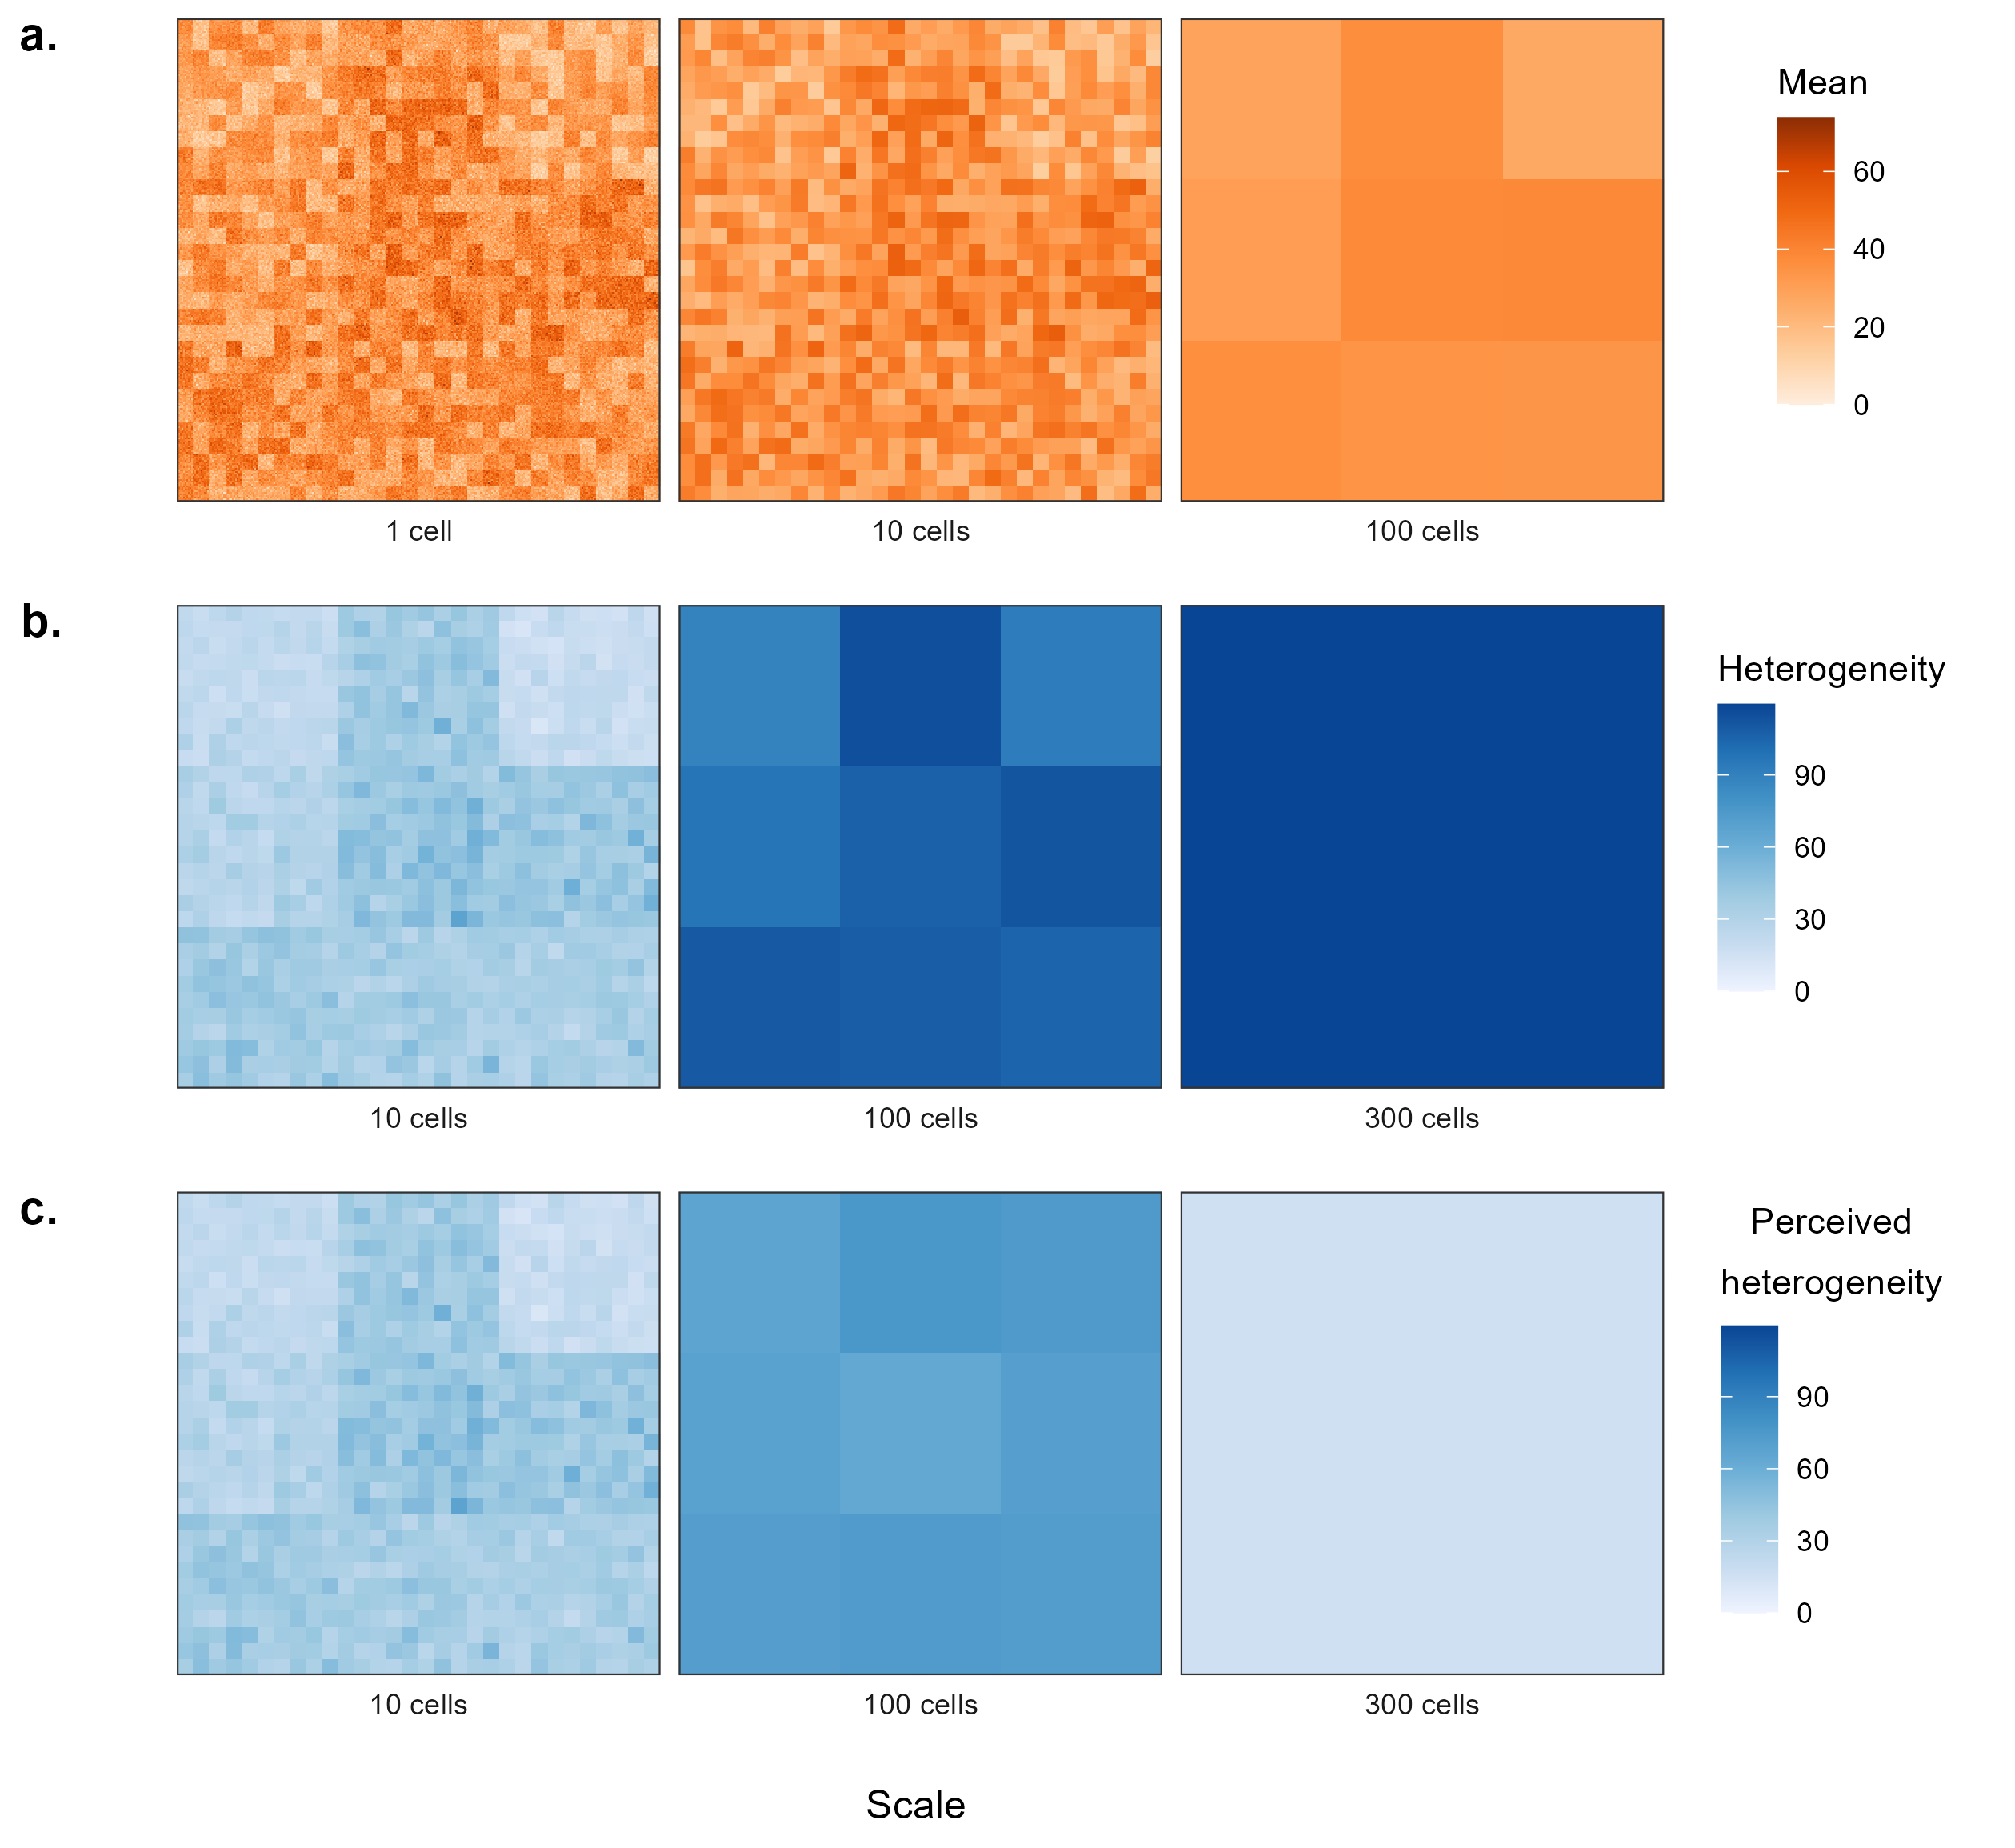 a.
Mean
60
40
20
0
1 cell
10 cells
100 cells
b.
Heterogeneity
90
60
30
0
10 cells
100 cells
300 cells
c.
Perceived
heterogeneity
90
60
30
0
10 cells
100 cells
300 cells
Scale